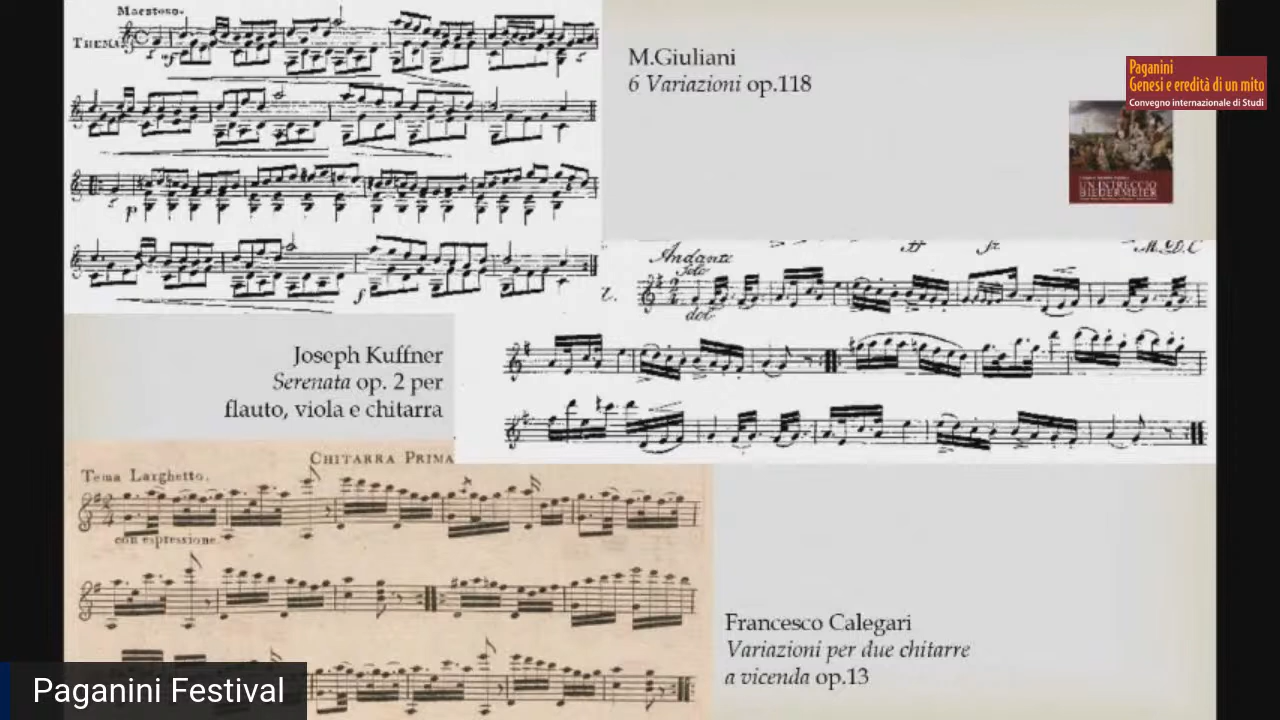 Maestoso.
THEMA
f
p
f
M.Giuliani
6 Variazioni op.118
Paganini
Genesi e eredità di un mito
Convegno internazionale di Studi
UN INTRECCIO
BIEDERMEIER
Andante
Solo
dol
M.D.C
Joseph Kuffner
Serenata op. 2 per
flauto, viola e chitarra
CHITARRA PRIMA
Tema Larghetto.
con espressione.
Francesco Calegari
Variazioni per due chitarre
a vicenda op.13
Paganini Festival